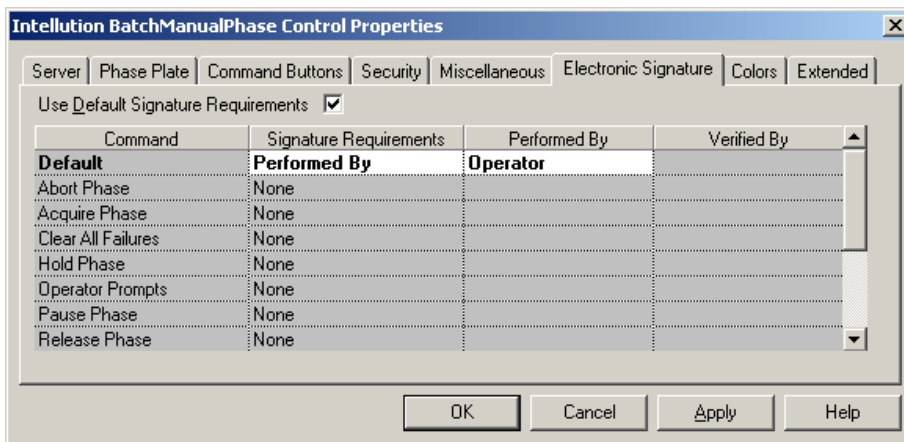 Intellution BatchManualPhase Control Properties
Server Phase Plate Command Buttons Security Miscellaneous Electronic Signature Colors Extended
Use Default Signature Requirements
Command Signature Requirements Performed By Verified By
Default Performed By Operator
Abort Phase None
Acquire Phase None
Clear All Failures None
Hold Phase None
Operator Prompts None
Pause Phase None
Release Phase None
OK Cancel Apply Help